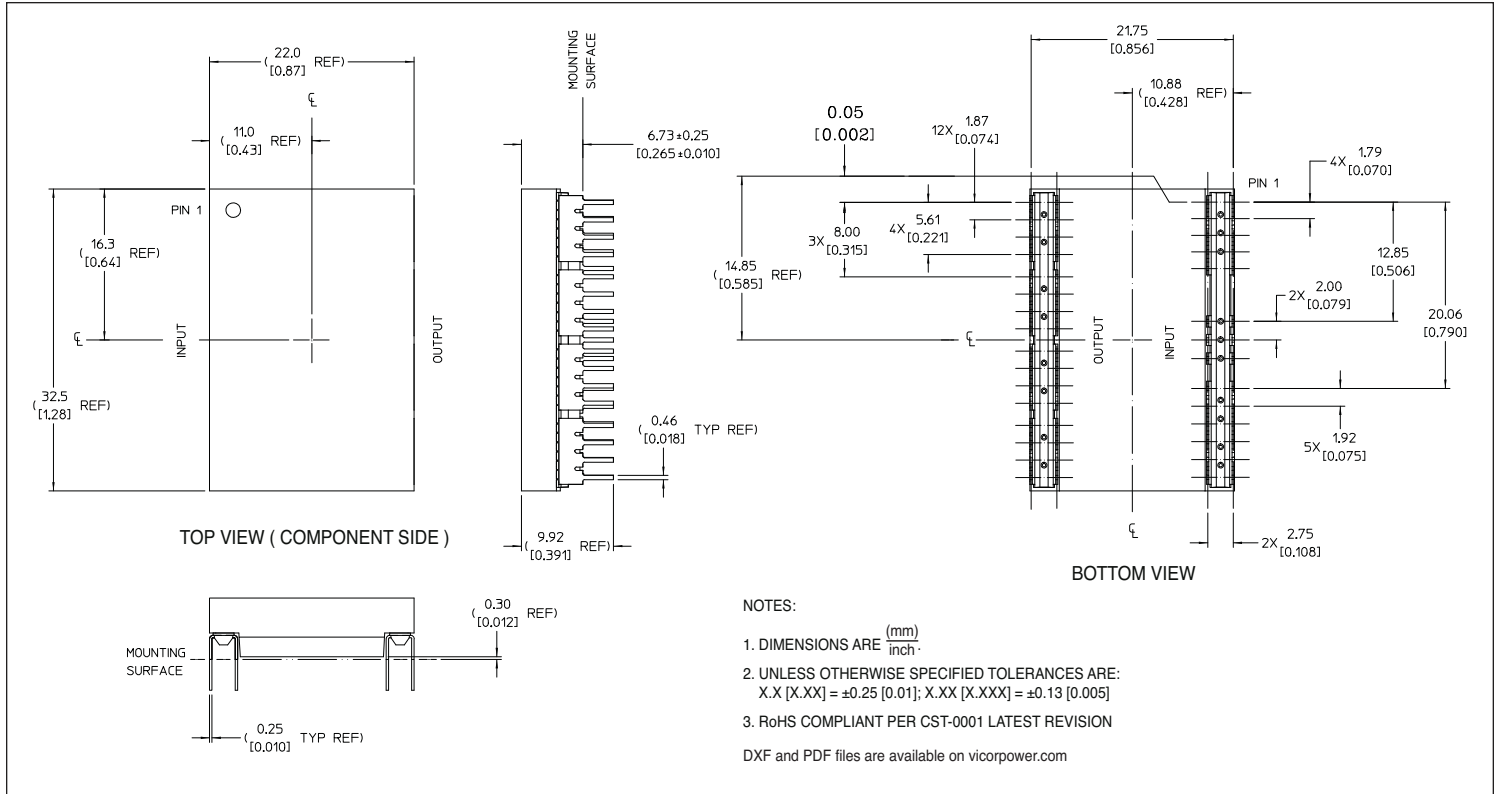 22.0
( REF)
[0.87]
℄
11.0
( REF)
[0.43]
PIN 1
16.3
( REF)
[0.64]
℄
INPUT
OUTPUT
32.5
( REF)
[1.28]
TOP VIEW ( COMPONENT SIDE )
MOUNTING
SURFACE
6.73±0.25
[0.265±0.010]
0.46
( TYP REF)
[0.018]
9.92
( REF)
[0.391]
21.75
[0.856]
10.88
( REF)
[0.428]
0.05
[0.002]
12X 1.87
[0.074]
4X 1.79
[0.070]
PIN 1
5.61
4X
[0.221]
8.00
3X
[0.315]
14.85
( REF)
[0.585]
12.85
[0.506]
2.00
2X
[0.079]
20.06
[0.790]
℄
OUTPUT
INPUT
1.92
5X
[0.075]
℄
2.75
2X
[0.108]
BOTTOM VIEW
0.30
( REF)
[0.012]
MOUNTING
SURFACE
0.25
( TYP REF)
[0.010]
NOTES:
1. DIMENSIONS ARE (mm)
inch.
2. UNLESS OTHERWISE SPECIFIED TOLERANCES ARE:
X.X [X.XX] = ±0.25 [0.01]; X.XX [X.XXX] = ±0.13 [0.005]
3. RoHS COMPLIANT PER CST-0001 LATEST REVISION
DXF and PDF files are available on vicorpower.com